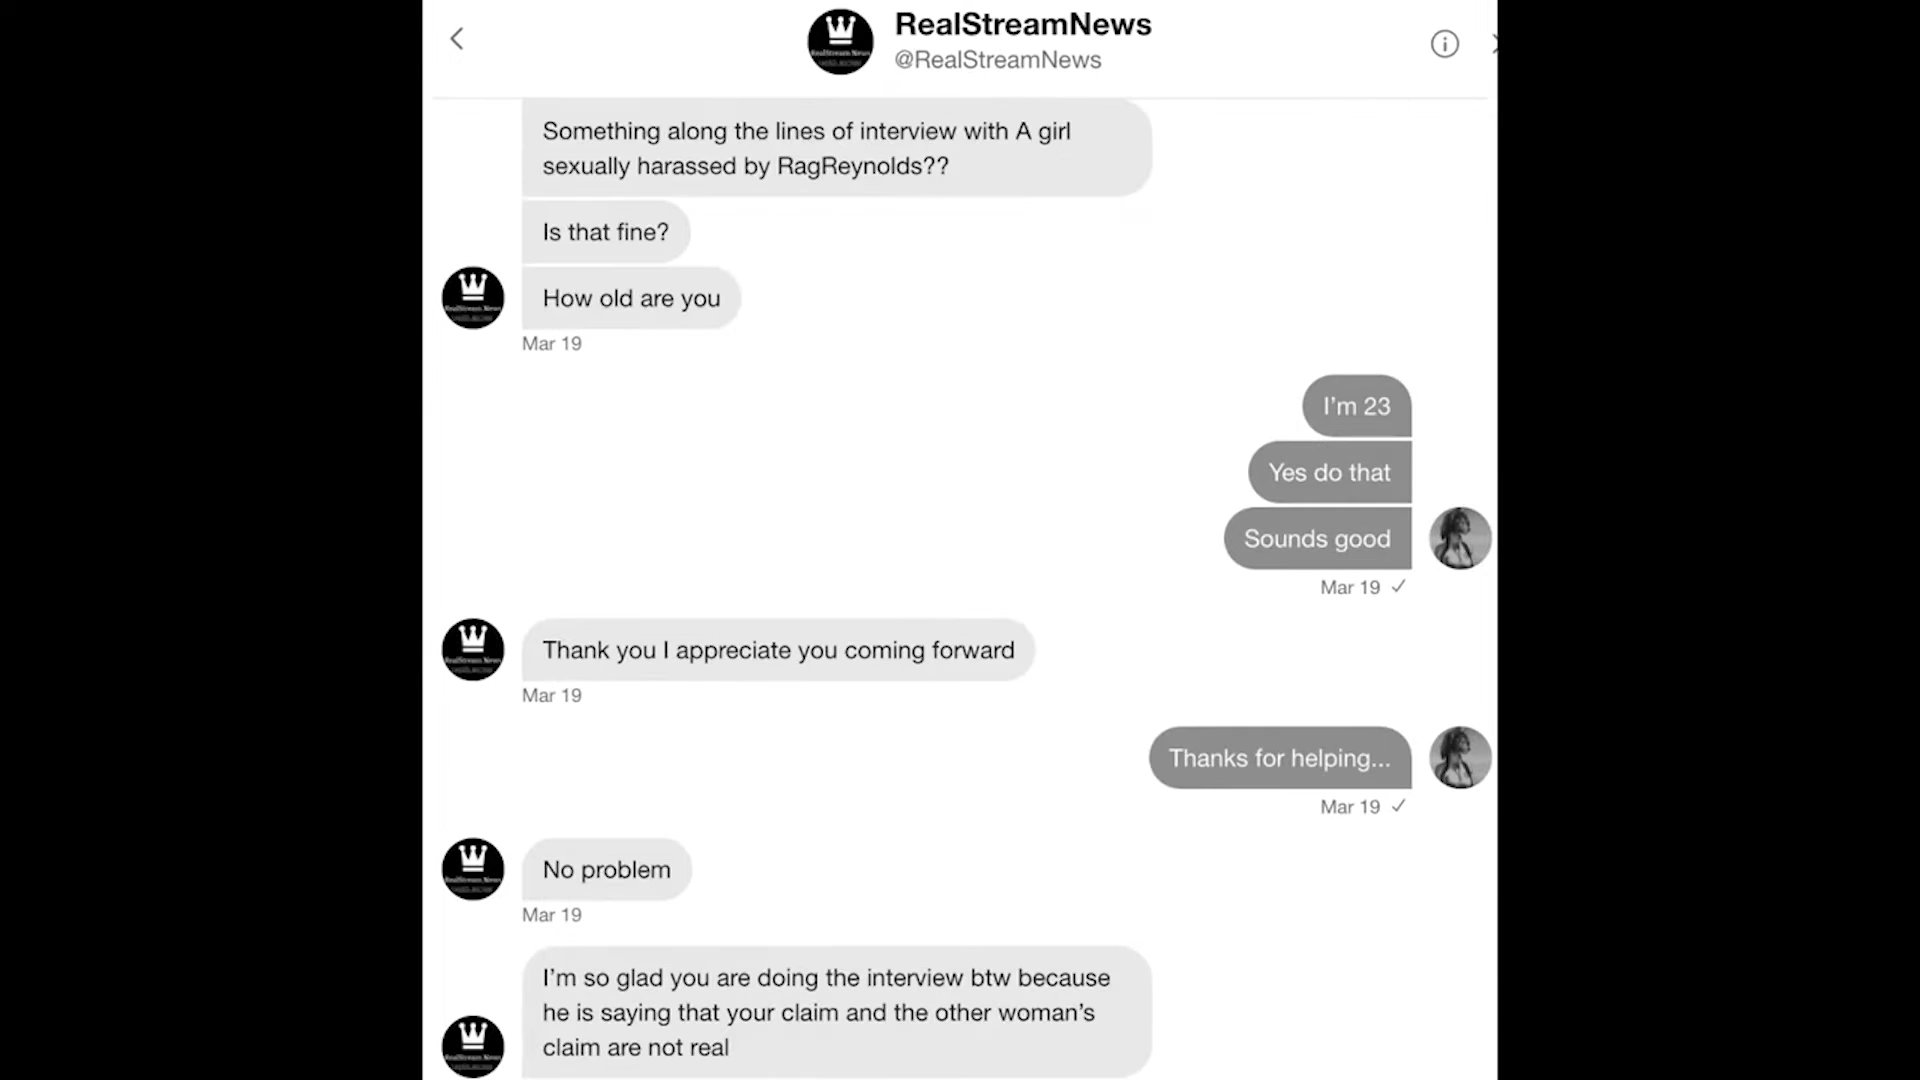 RealStreamNews
@RealStreamNews
Something along the lines of interview with A girl
sexually harassed by RagReynolds??
Is that fine?
How old are you
Mar 19
I'm 23
Yes do that
Sounds good
Mar 19 ✓
Thank you I appreciate you coming forward
Mar 19
Thanks for helping...
Mar 19 ✓
No problem
Mar 19
I'm so glad you are doing the interview btw because
he is saying that your claim and the other woman's
claim are not real